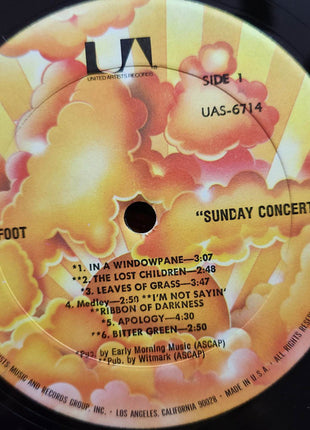 UA
UNITED ARTISTS RECORDS
SIDE 1
UAS-6714
FOOT
"SUNDAY CONCERT
*1. IN A WINDOWPANE—3:07
**2. THE LOST CHILDREN—2:48
*3. LEAVES OF GRASS—3:47
4. Medley—2:50 **I'M NOT SAYIN'
**RIBBON OF DARKNESS
*5. APOLOGY—4:30
*6. BITTER GREEN—2:50
*Pub. by Early Morning Music (ASCAP)
**Pub. by Witmark (ASCAP)
ISTS MUSIC AND RECORDS GROUP, INC. • LOS ANGELES, CALIFORNIA 90028 • MADE IN U.S.A. • ALL RIGHTS RESER